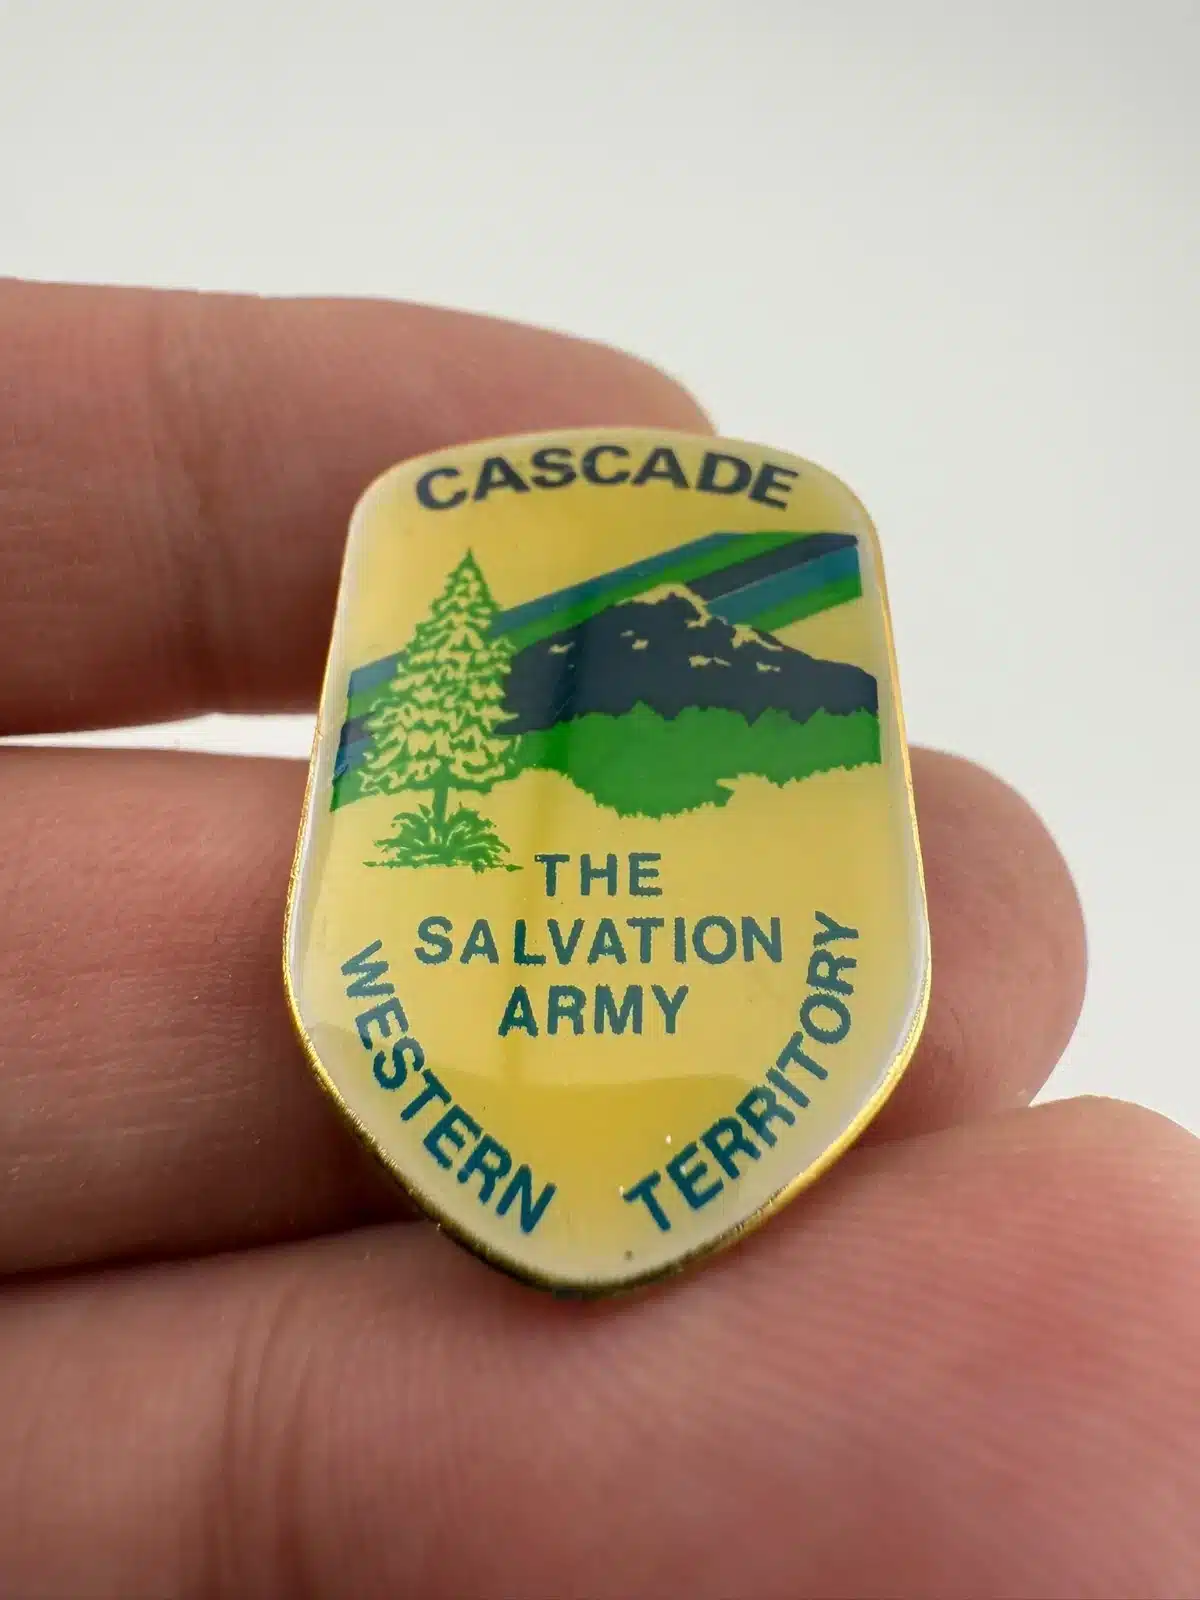 CASCADE
THE
SALVATION
ARMY
WESTERN TERRITORY